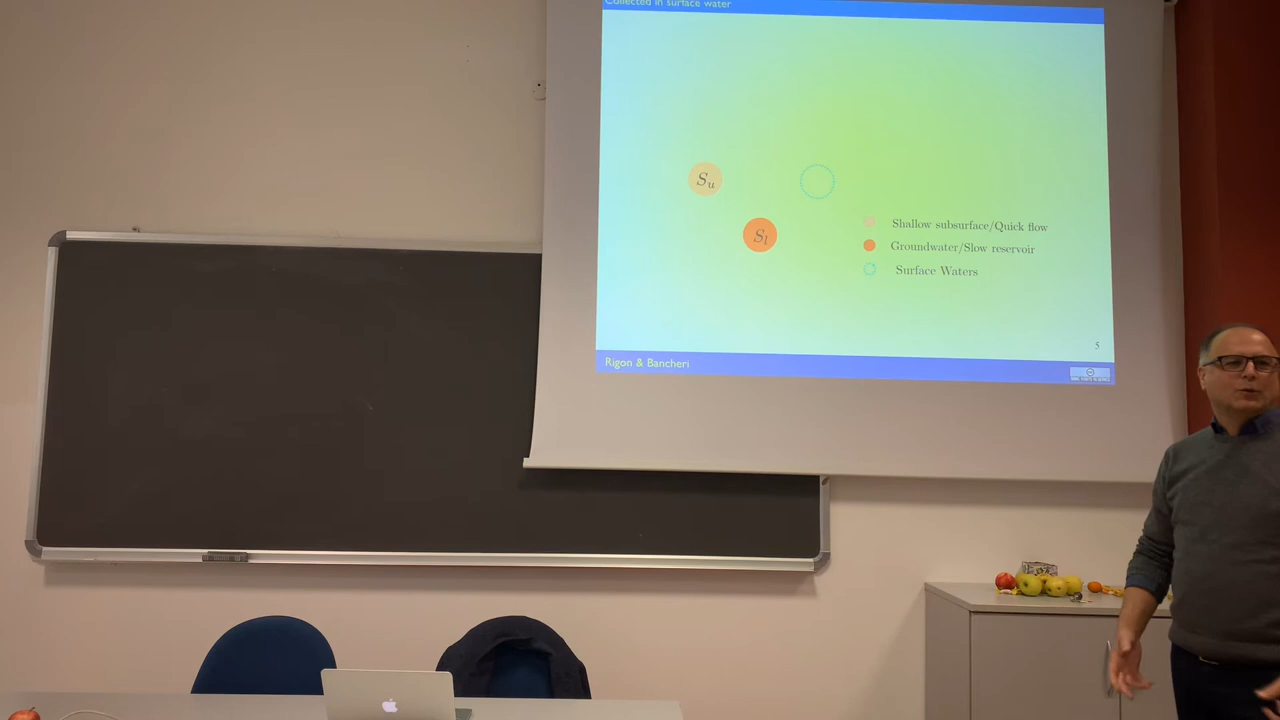 Collected in surface water
Su
Sl
Shallow subsurface/Quick flow
Groundwater/Slow reservoir
Surface Waters
5
Rigon & Bancheri